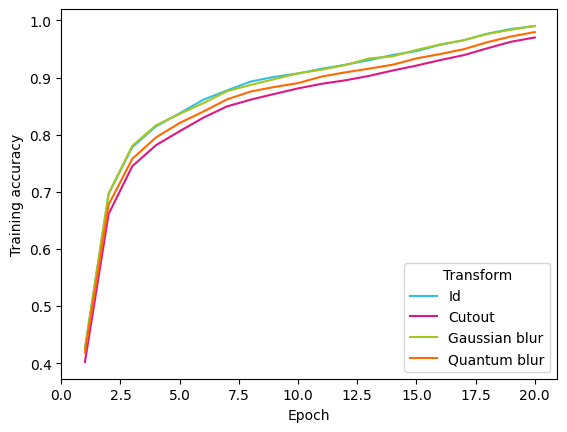 1.0
0.9
0.8
0.7
0.6
0.5
0.4
Training accuracy
Transform
Id
Cutout
Gaussian blur
Quantum blur
0.0 2.5 5.0 7.5 10.0 12.5 15.0 17.5 20.0
Epoch